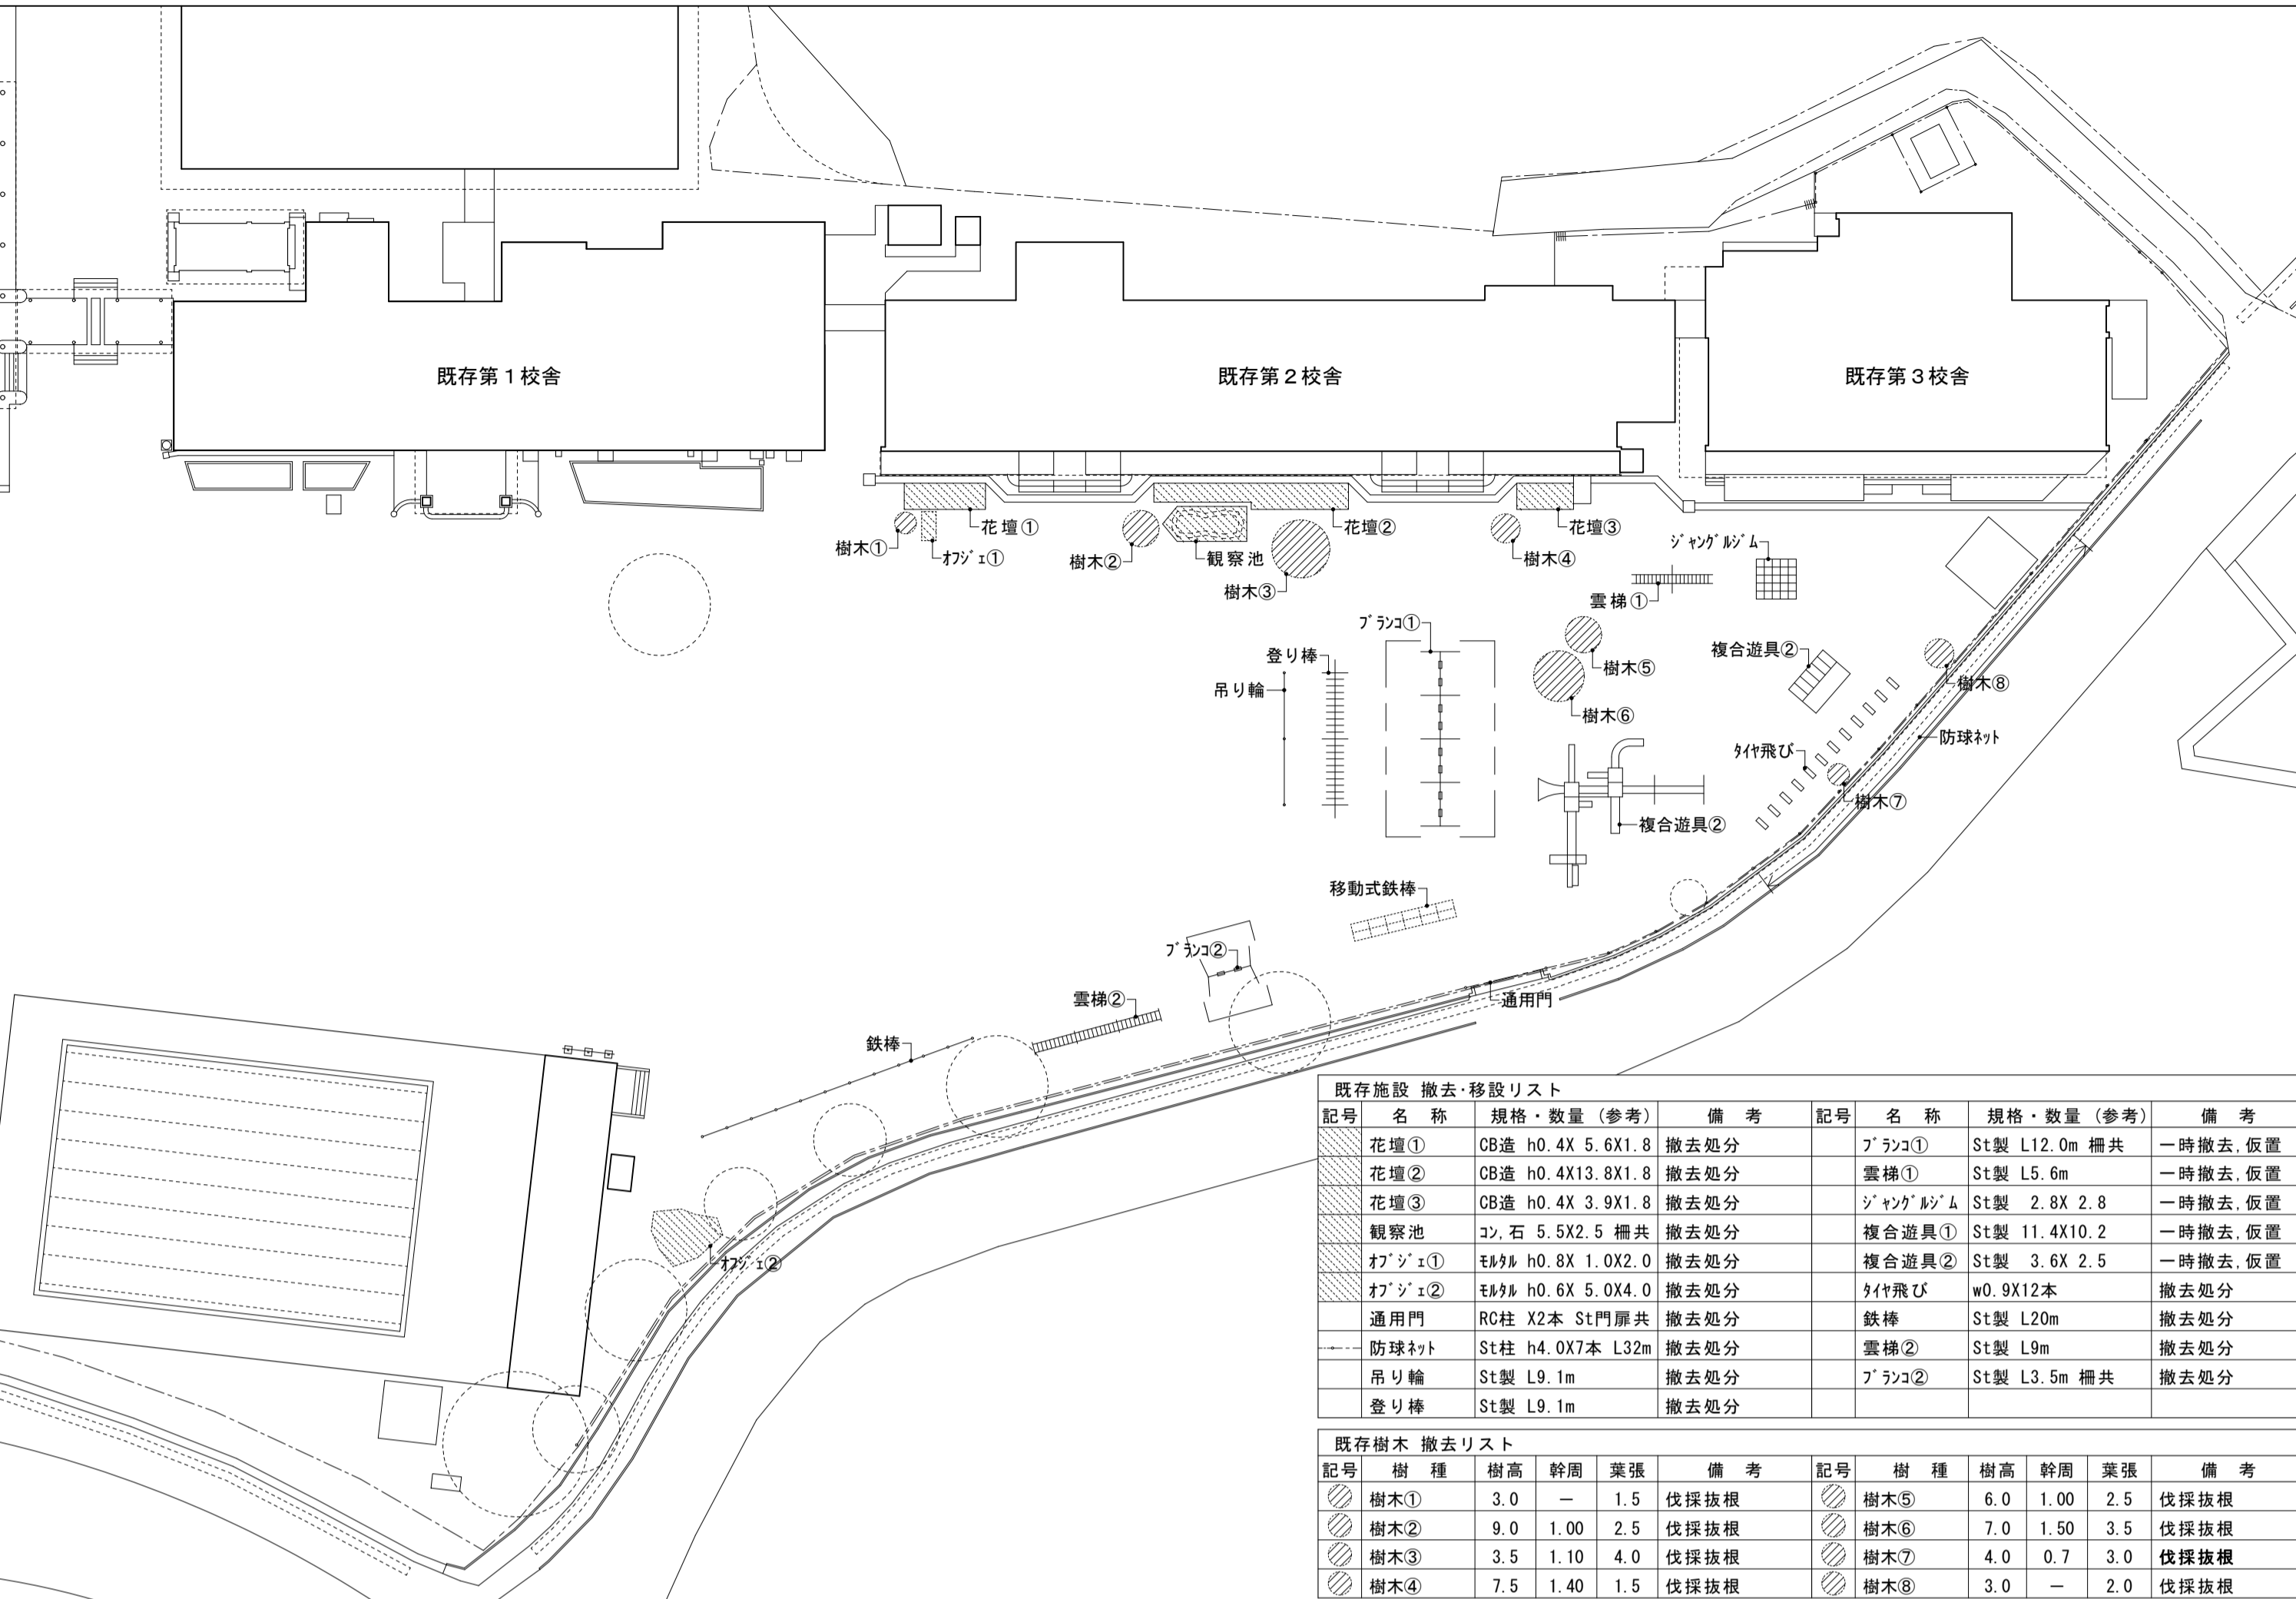 既存第１校舎
既存第２校舎
既存第３校舎
樹木①
ｵﾌﾞｼﾞｪ①
花壇①
樹木②
観察池
樹木③
花壇②
樹木④
花壇③
ｼﾞｬﾝｸﾞﾙｼﾞﾑ
雲梯①
ﾌﾞﾗﾝｺ①
登り棒
吊り輪
樹木⑤
樹木⑥
複合遊具②
樹木⑧
防球ﾈｯﾄ
ﾀｲﾔ飛び
樹木⑦
複合遊具②
移動式鉄棒
ﾌﾞﾗﾝｺ②
通用門
雲梯②
鉄棒
ｵﾌﾞｼﾞｪ②
既存施設 撤去･移設リスト
記号 名 称 規格・数量（参考） 備 考 記号 名 称 規格・数量（参考） 備 考
花壇① CB造 h0.4X 5.6X1.8 撤去処分 ﾌﾞﾗﾝｺ① St製 L12.0m 柵共 一時撤去,仮置
花壇② CB造 h0.4X13.8X1.8 撤去処分 雲梯① St製 L5.6m 一時撤去,仮置
花壇③ CB造 h0.4X 3.9X1.8 撤去処分 ｼﾞｬﾝｸﾞﾙｼﾞﾑ St製 2.8X 2.8 一時撤去,仮置
観察池 ｺﾝ,石 5.5X2.5 柵共 撤去処分 複合遊具① St製 11.4X10.2 一時撤去,仮置
ｵﾌﾞｼﾞｪ① ﾓﾙﾀﾙ h0.8X 1.0X2.0 撤去処分 複合遊具② St製 3.6X 2.5 一時撤去,仮置
ｵﾌﾞｼﾞｪ② ﾓﾙﾀﾙ h0.6X 5.0X4.0 撤去処分 ﾀｲﾔ飛び w0.9X12本 撤去処分
通用門 RC柱 X2本 St門扉共 撤去処分 鉄棒 St製 L20m 撤去処分
防球ﾈｯﾄ St柱 h4.0X7本 L32m 撤去処分 雲梯② St製 L9m 撤去処分
吊り輪 St製 L9.1m 撤去処分 ﾌﾞﾗﾝｺ② St製 L3.5m 柵共 撤去処分
登り棒 St製 L9.1m 撤去処分
既存樹木 撤去リスト
記号 樹 種 樹高 幹周 葉張 備 考 記号 樹 種 樹高 幹周 葉張 備 考
樹木① 3.0 － 1.5 伐採抜根 樹木⑤ 6.0 1.00 2.5 伐採抜根
樹木② 9.0 1.00 2.5 伐採抜根 樹木⑥ 7.0 1.50 3.5 伐採抜根
樹木③ 3.5 1.10 4.0 伐採抜根 樹木⑦ 4.0 0.7 3.0 伐採抜根
樹木④ 7.5 1.40 1.5 伐採抜根 樹木⑧ 3.0 － 2.0 伐採抜根